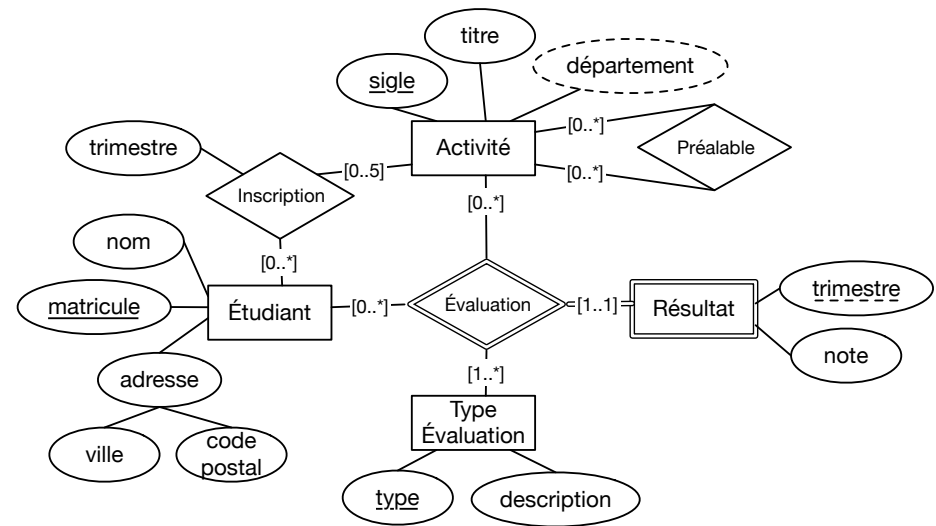 titre
sigle
département
[0..*]
trimestre
Activité
Préalable
[0..5]
[0..*]
Inscription
[0..*]
nom
[0..*]
matricule
Étudiant
[0..*]
Évaluation
[1..1]
Résultat
trimestre
note
adresse
[1..*]
Type
Évaluation
ville
code
postal
type
description